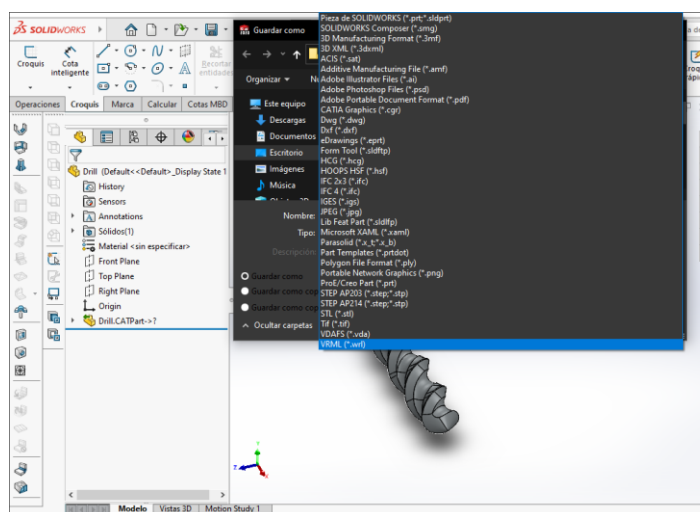 SOLIDWORKS
Guardar como
Croquis
Cota inteligente
Recortar entidades
Operaciones
Croquis
Marca
Calcular
Cotas MBD
Drill (Default<<Default>_Display State 1
History
Sensors
Annotations
Sólidos(1)
Material <sin especificar>
Front Plane
Top Plane
Right Plane
Origin
Drill.CATPart->?
Organizar
Este equipo
Descargas
Documentos
Escritorio
Imágenes
Música
Nombre:
Tipo:
Descripción:
Guardar como
Guardar como cop
Guardar como cop
Ocultar carpetas
Pieza de SOLIDWORKS (*.prt;*.sldprt)
SOLIDWORKS Composer (*.smg)
3D Manufacturing Format (*.3mf)
3D XML (*.3dxml)
ACIS (*.sat)
Additive Manufacturing File (*.amf)
Adobe Illustrator Files (*.ai)
Adobe Photoshop Files (*.psd)
Adobe Portable Document Format (*.pdf)
CATIA Graphics (*.cgr)
Dwg (*.dwg)
Dxf (*.dxf)
eDrawings (*.eprt)
Form Tool (*.sldftp)
HCG (*.hcg)
HOOPS HSF (*.hsf)
IFC 2x3 (*.ifc)
IFC 4 (*.ifc)
IGES (*.igs)
JPEG (*.jpg)
Lib Feat Part (*.sldlfp)
Microsoft XAML (*.xaml)
Parasolid (*.x_t;*.x_b)
Part Templates (*.prtdot)
Polygon File Format (*.ply)
Portable Network Graphics (*.png)
ProE/Creo Part (*.prt)
STEP AP203 (*.step;*.stp)
STEP AP214 (*.step;*.stp)
STL (*.stl)
Tif (*.tif)
VDAFS (*.vda)
VRML (*.wrl)
Modelo
Vistas 3D
Motion Study 1